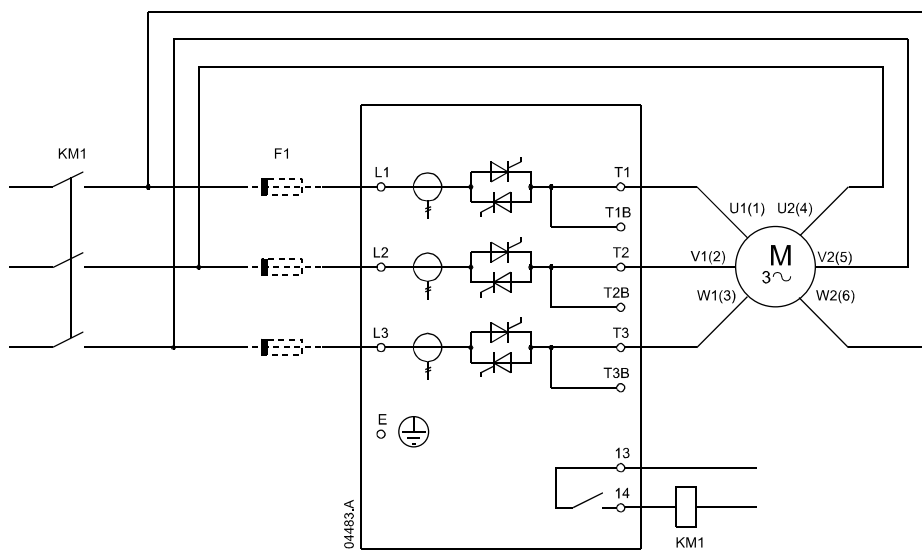 KM1
F1
L1
T1
T1B
U1(1)
U2(4)
L2
T2
T2B
V1(2)
M
3~
V2(5)
W1(3)
W2(6)
L3
T3
T3B
E
13
14
KM1
04483.A